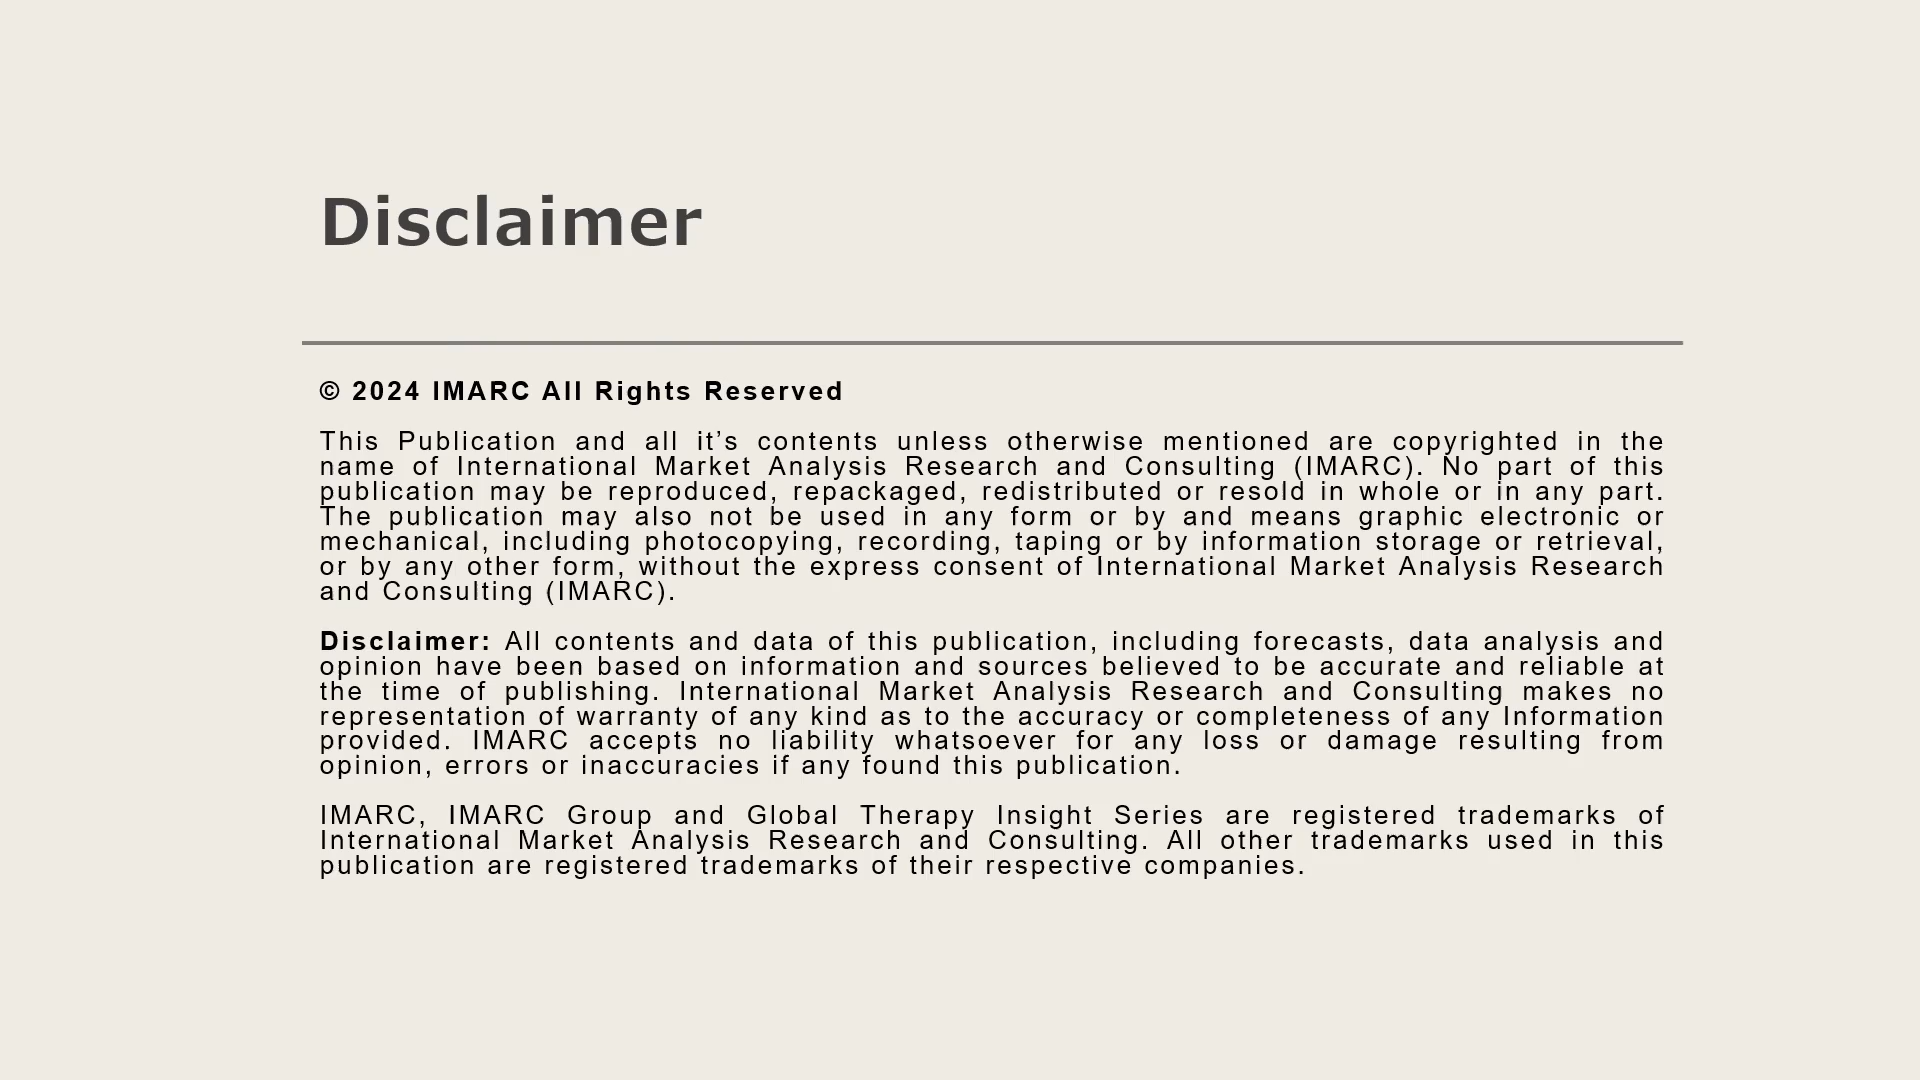 Disclaimer
© 2024 IMARC All Rights Reserved
This Publication and all it’s contents unless otherwise mentioned are copyrighted in the
name of International Market Analysis Research and Consulting (IMARC). No part of this
publication may be reproduced, repackaged, redistributed or resold in whole or in any part.
The publication may also not be used in any form or by and means graphic electronic or
mechanical, including photocopying, recording, taping or by information storage or retrieval,
or by any other form, without the express consent of International Market Analysis Research
and Consulting (IMARC).
Disclaimer: All contents and data of this publication, including forecasts, data analysis and
opinion have been based on information and sources believed to be accurate and reliable at
the time of publishing. International Market Analysis Research and Consulting makes no
representation of warranty of any kind as to the accuracy or completeness of any Information
provided. IMARC accepts no liability whatsoever for any loss or damage resulting from
opinion, errors or inaccuracies if any found this publication.
IMARC, IMARC Group and Global Therapy Insight Series are registered trademarks of
International Market Analysis Research and Consulting. All other trademarks used in this
publication are registered trademarks of their respective companies.